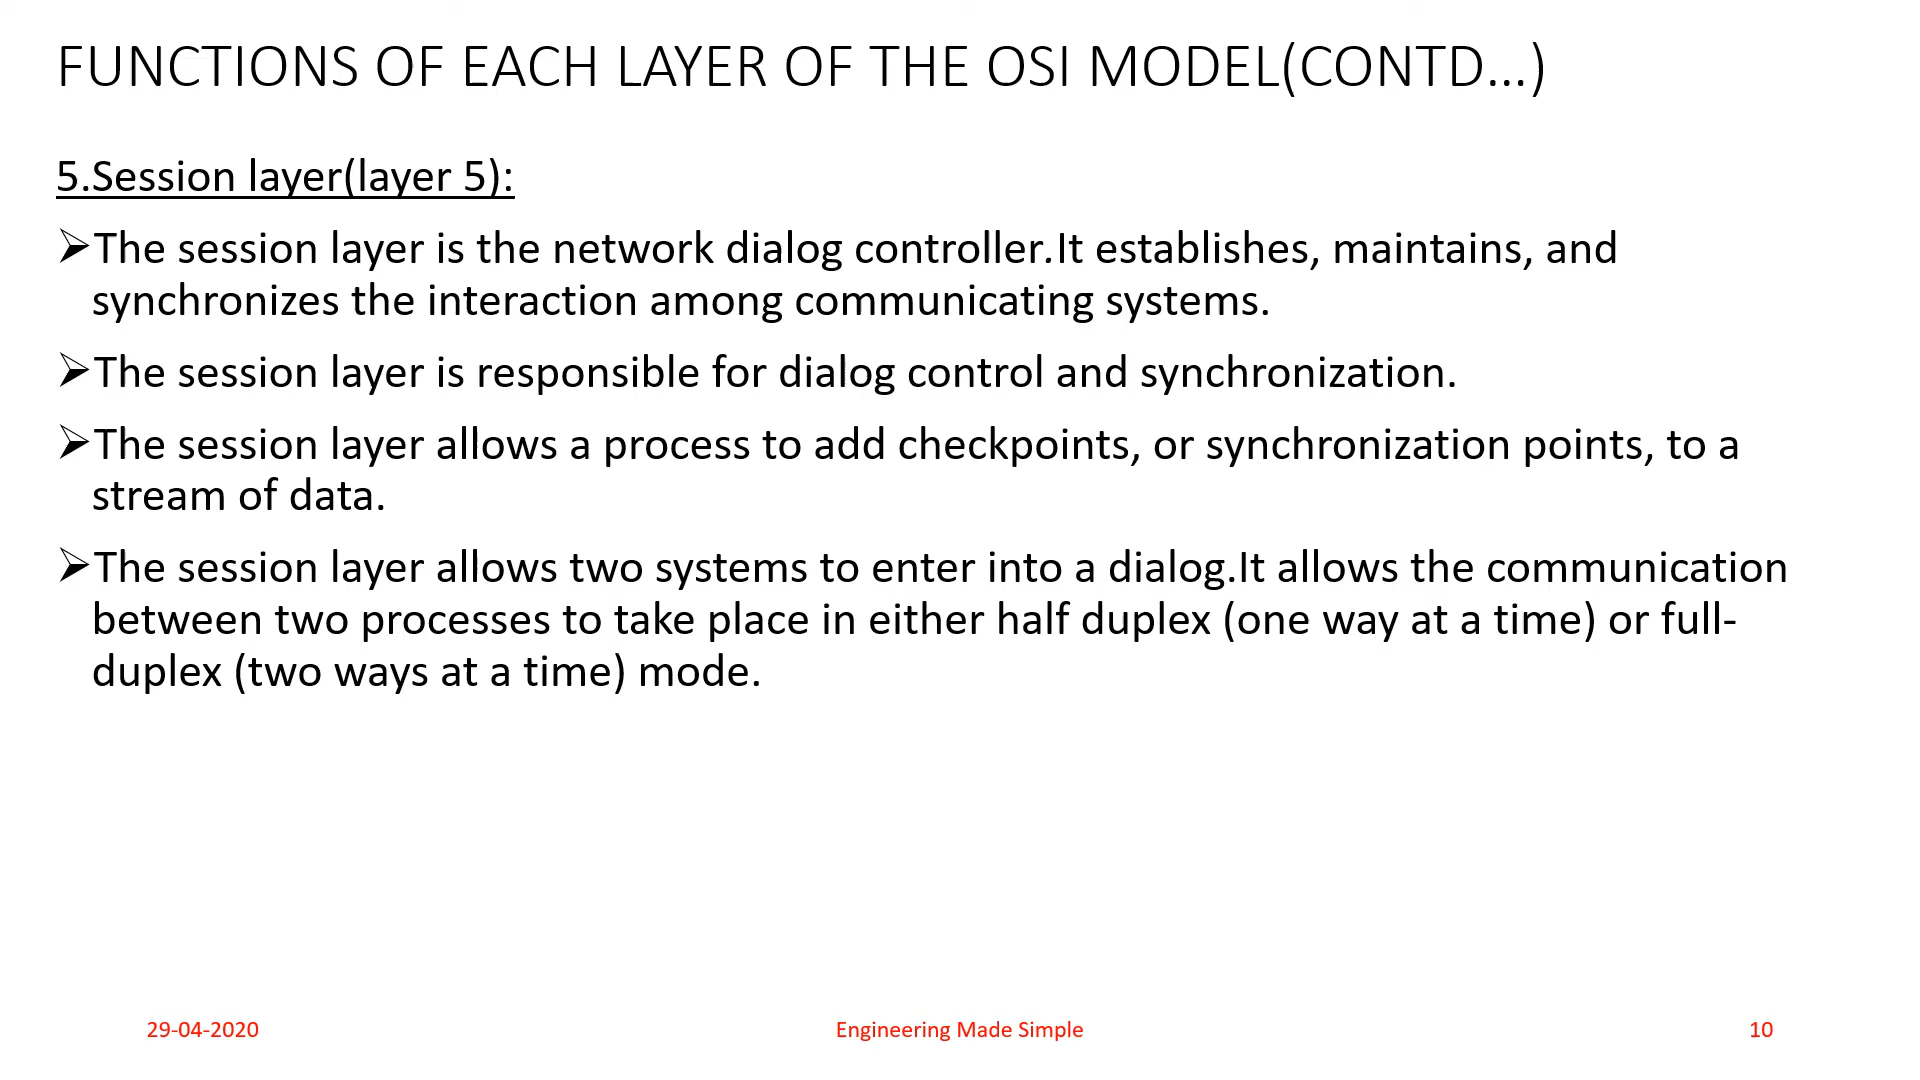 FUNCTIONS OF EACH LAYER OF THE OSI MODEL(CONTD...)
5.Session layer(layer 5):
➢The session layer is the network dialog controller.It establishes, maintains, and
synchronizes the interaction among communicating systems.
➢The session layer is responsible for dialog control and synchronization.
➢The session layer allows a process to add checkpoints, or synchronization points, to a
stream of data.
➢The session layer allows two systems to enter into a dialog.It allows the communication
between two processes to take place in either half duplex (one way at a time) or full-
duplex (two ways at a time) mode.
29-04-2020
Engineering Made Simple
10